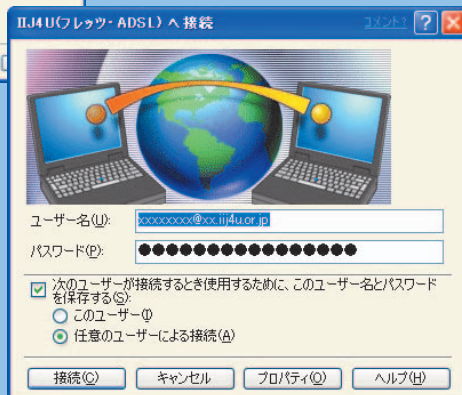 IIJ4U(フレッツ・ADSL) へ接続
コメント?
ユーザー名(U):
xxxxxxxx@xx.iij4u.or.jp
パスワード(P):
●●●●●●●●●●●●●●●●
次のユーザーが接続するとき使用するために、このユーザー名とパスワード
を保存する(S):
このユーザー(I)
任意のユーザーによる接続(A)
接続(C)
キャンセル
プロパティ(O)
ヘルプ(H)